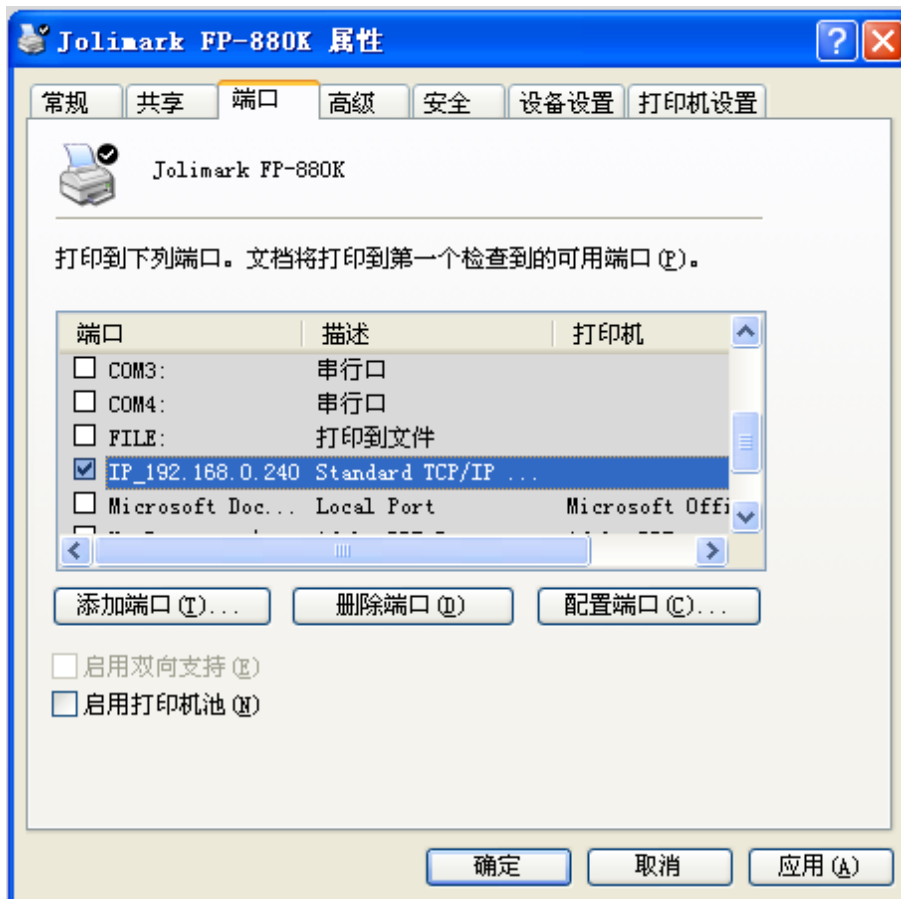 Jolimark FP-880K 属性
常规 共享 端口 高级 安全 设备设置 打印机设置
Jolimark FP-880K
打印到下列端口。文档将打印到第一个检查到的可用端口(P)。
端口 描述 打印机
COM3: 串行口
COM4: 串行口
FILE: 打印到文件
IP_192.168.0.240 Standard TCP/IP ...
Microsoft Doc... Local Port Microsoft Offi
添加端口(T)... 删除端口(D) 配置端口(C)...
启用双向支持(E)
启用打印机池(N)
确定 取消 应用(A)